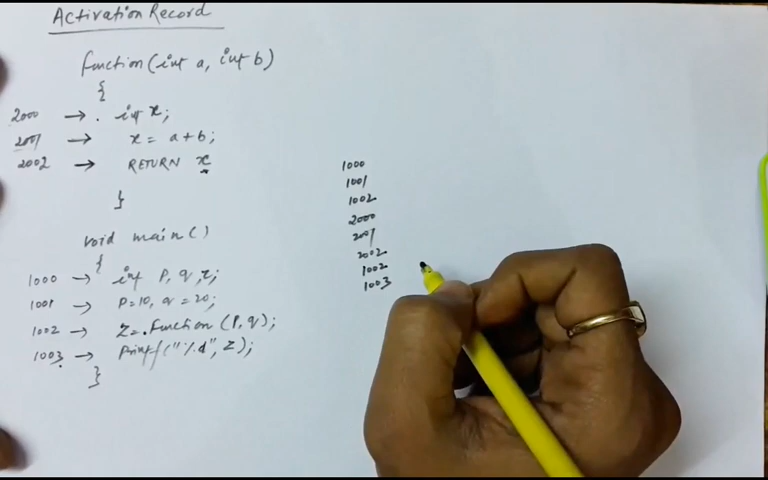 Activation Record
function(int a, int b)
{
2000 → . int x;
2001 → x = a+b;
2002 → RETURN x
}
void main()
{
1000 → int P, q, z;
1001 → P=10, q = 20;
1002 → Z=.Function (P, q);
1003 → Printf("%d", Z);
}
1000
1001
1002
2000
2001
2002
1002
1003